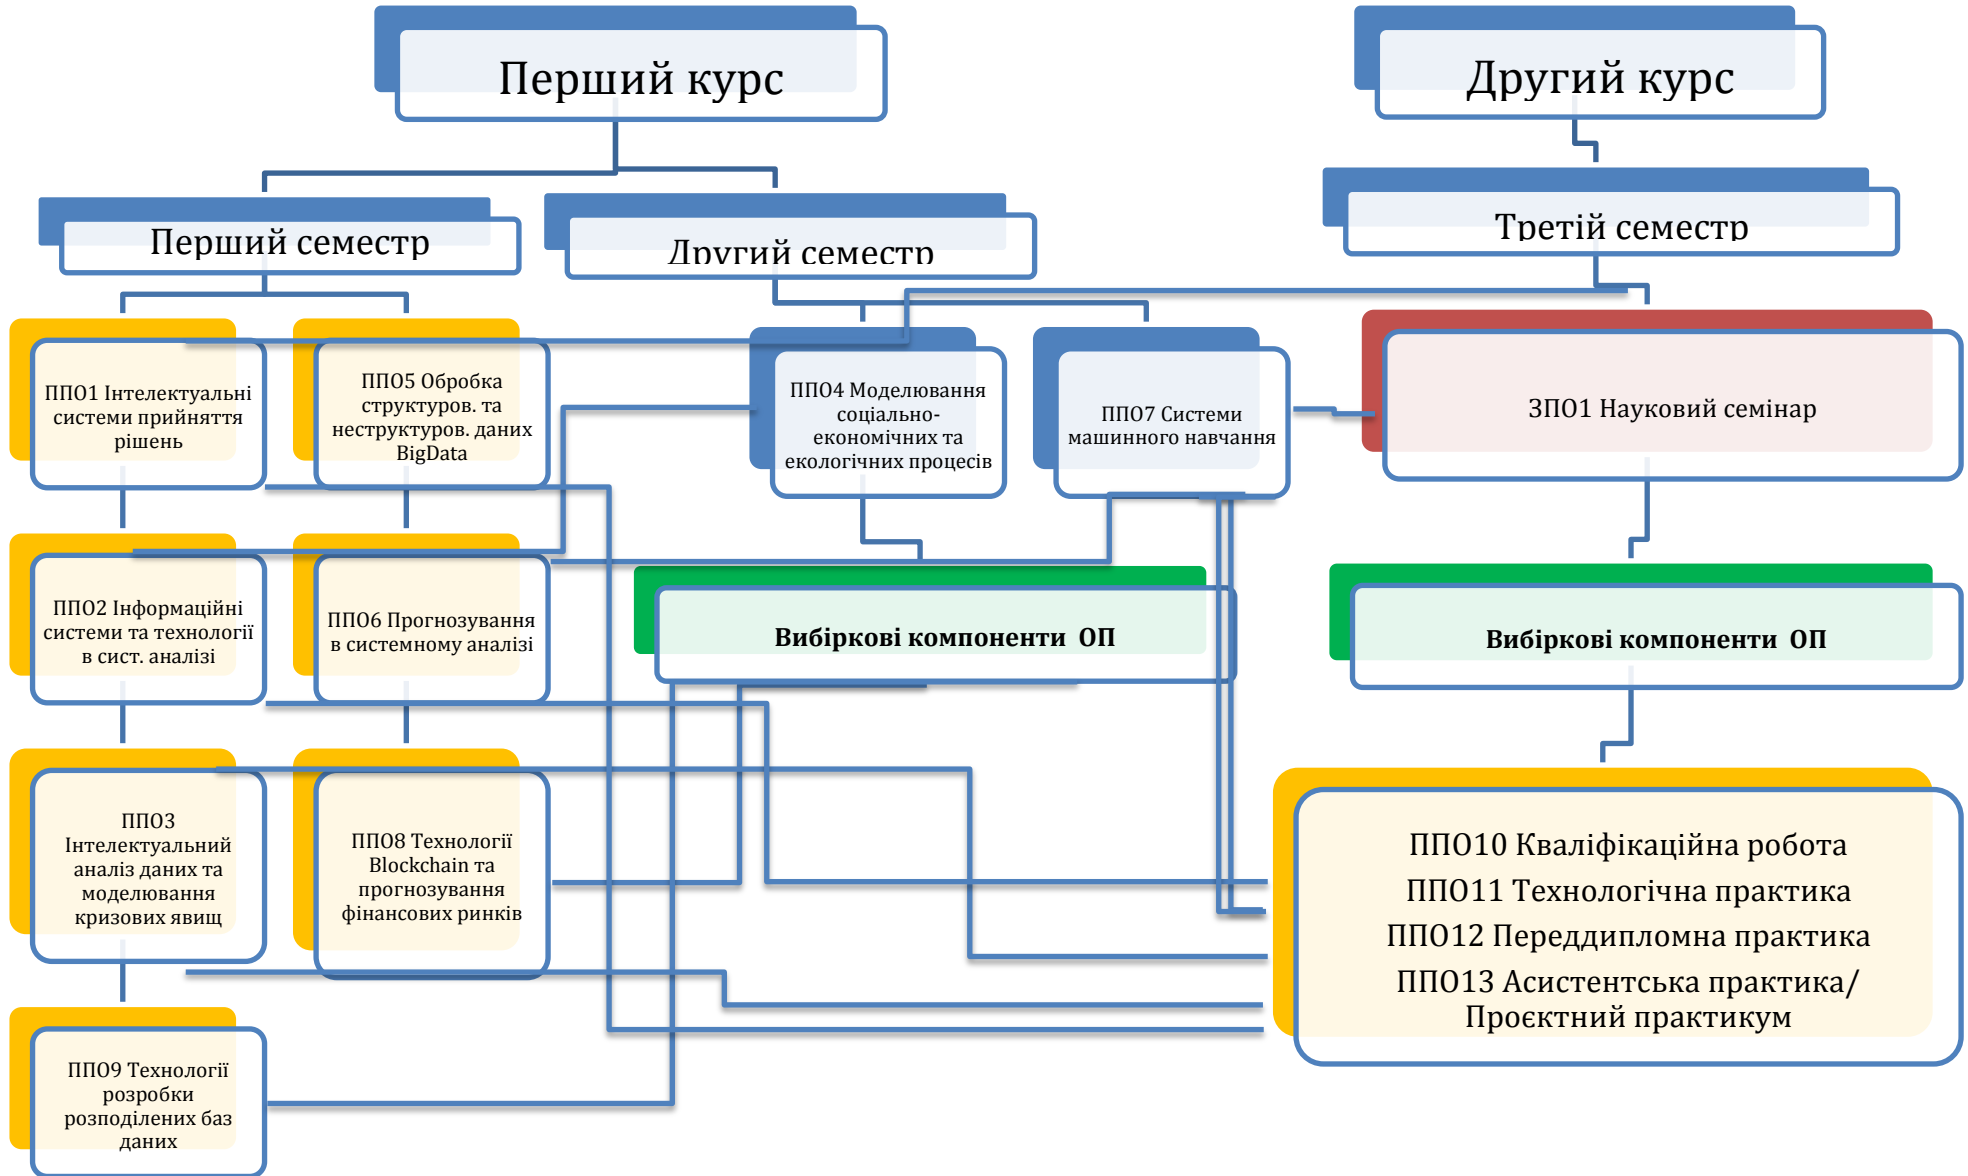 Перший курс
Другий курс
Перший семестр
Другий семестр
Третій семестр
ППО1 Інтелектуальні
системи прийняття
рішень
ППО5 Обробка
структуров. та
неструктуров. даних
BigData
ППО4 Моделювання
соціально-
економічних та
екологічних процесів
ППО7 Системи
машинного навчання
ЗПО1 Науковий семінар
ППО2 Інформаційні
системи та технології
в сист. аналізі
ППО6 Прогнозування
в системному аналізі
Вибіркові компоненти ОП
Вибіркові компоненти ОП
ППО3
Інтелектуальний
аналіз даних та
моделювання
кризових явищ
ППО8 Технології
Blockchain та
прогнозування
фінансових ринків
ППО10 Кваліфікаційна робота
ППО11 Технологічна практика
ППО12 Переддипломна практика
ППО13 Асистентська практика/
Проєктний практикум
ППО9 Технології
розробки
розподілених баз
даних